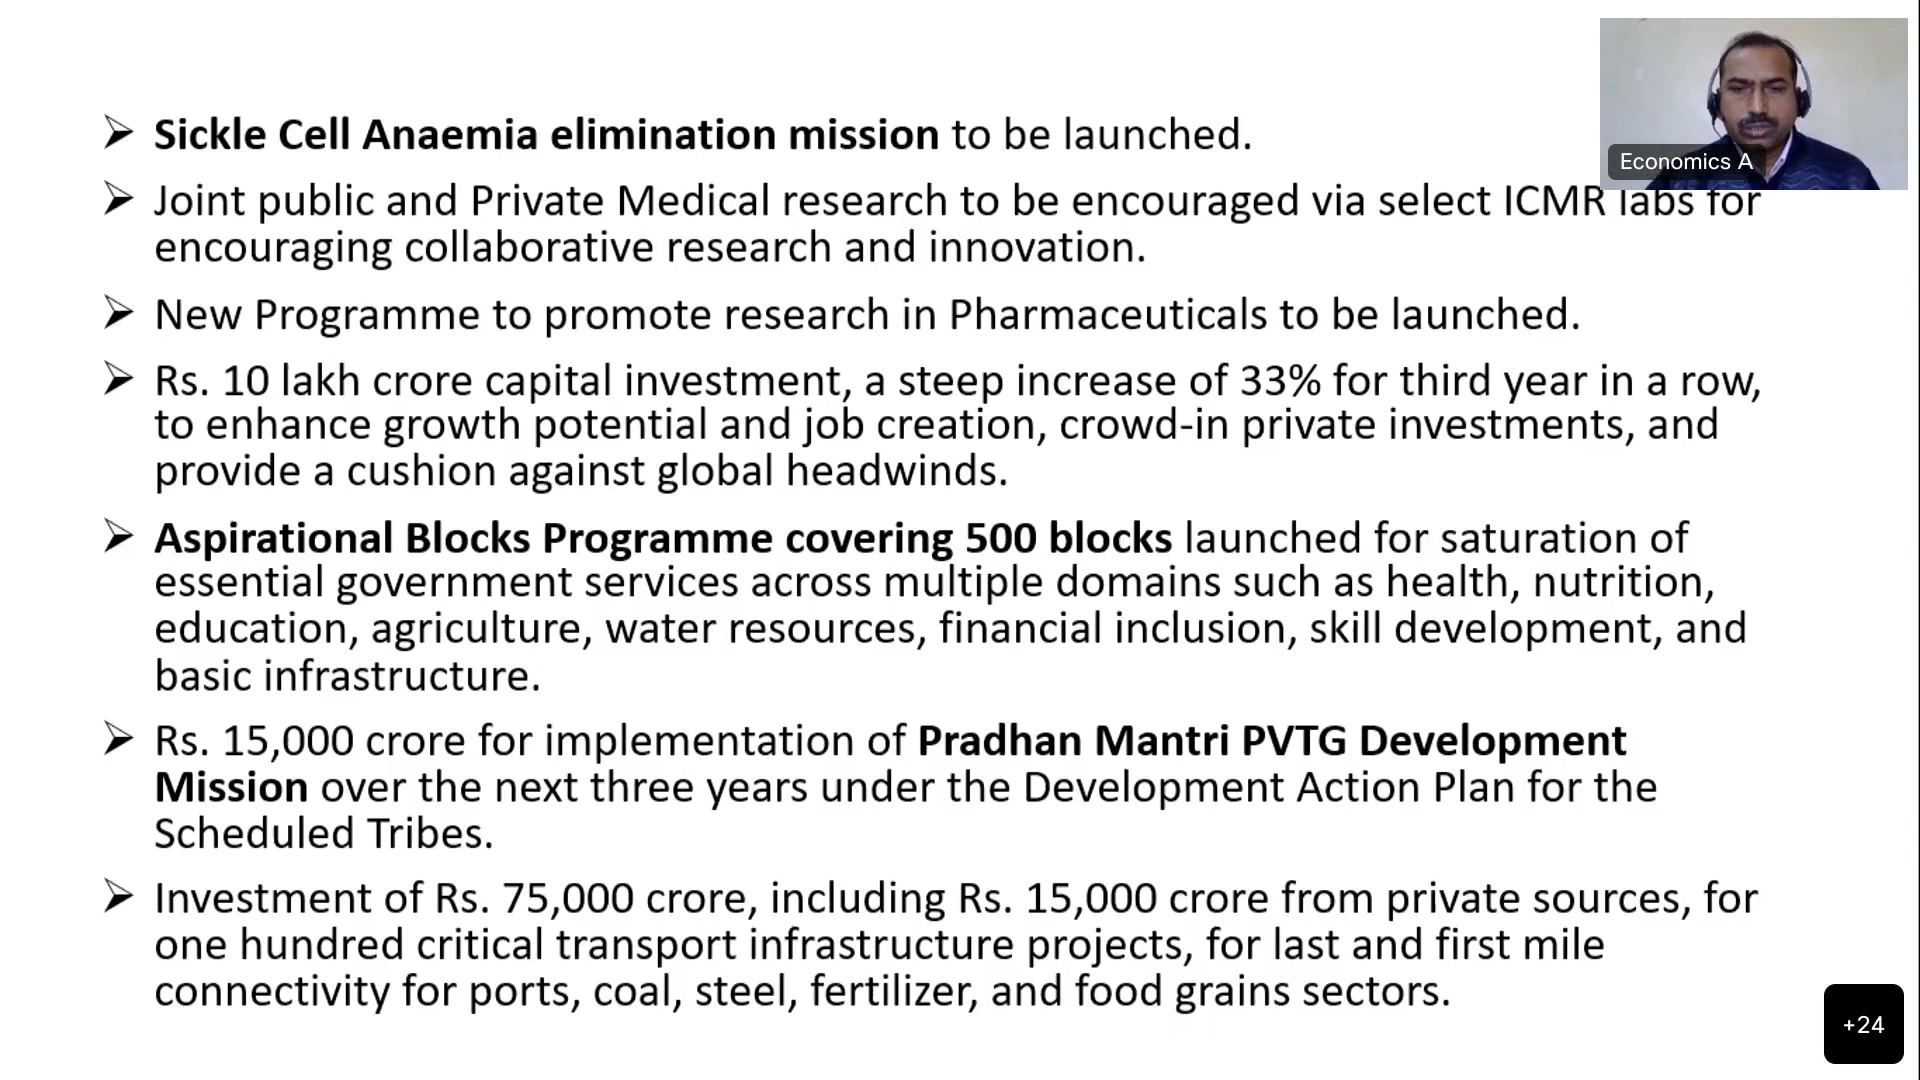 Economics A
➢ Sickle Cell Anaemia elimination mission to be launched.
➢ Joint public and Private Medical research to be encouraged via select ICMR labs for
encouraging collaborative research and innovation.
➢ New Programme to promote research in Pharmaceuticals to be launched.
➢ Rs. 10 lakh crore capital investment, a steep increase of 33% for third year in a row,
to enhance growth potential and job creation, crowd-in private investments, and
provide a cushion against global headwinds.
➢ Aspirational Blocks Programme covering 500 blocks launched for saturation of
essential government services across multiple domains such as health, nutrition,
education, agriculture, water resources, financial inclusion, skill development, and
basic infrastructure.
➢ Rs. 15,000 crore for implementation of Pradhan Mantri PVTG Development
Mission over the next three years under the Development Action Plan for the
Scheduled Tribes.
➢ Investment of Rs. 75,000 crore, including Rs. 15,000 crore from private sources, for
one hundred critical transport infrastructure projects, for last and first mile
connectivity for ports, coal, steel, fertilizer, and food grains sectors.
+24